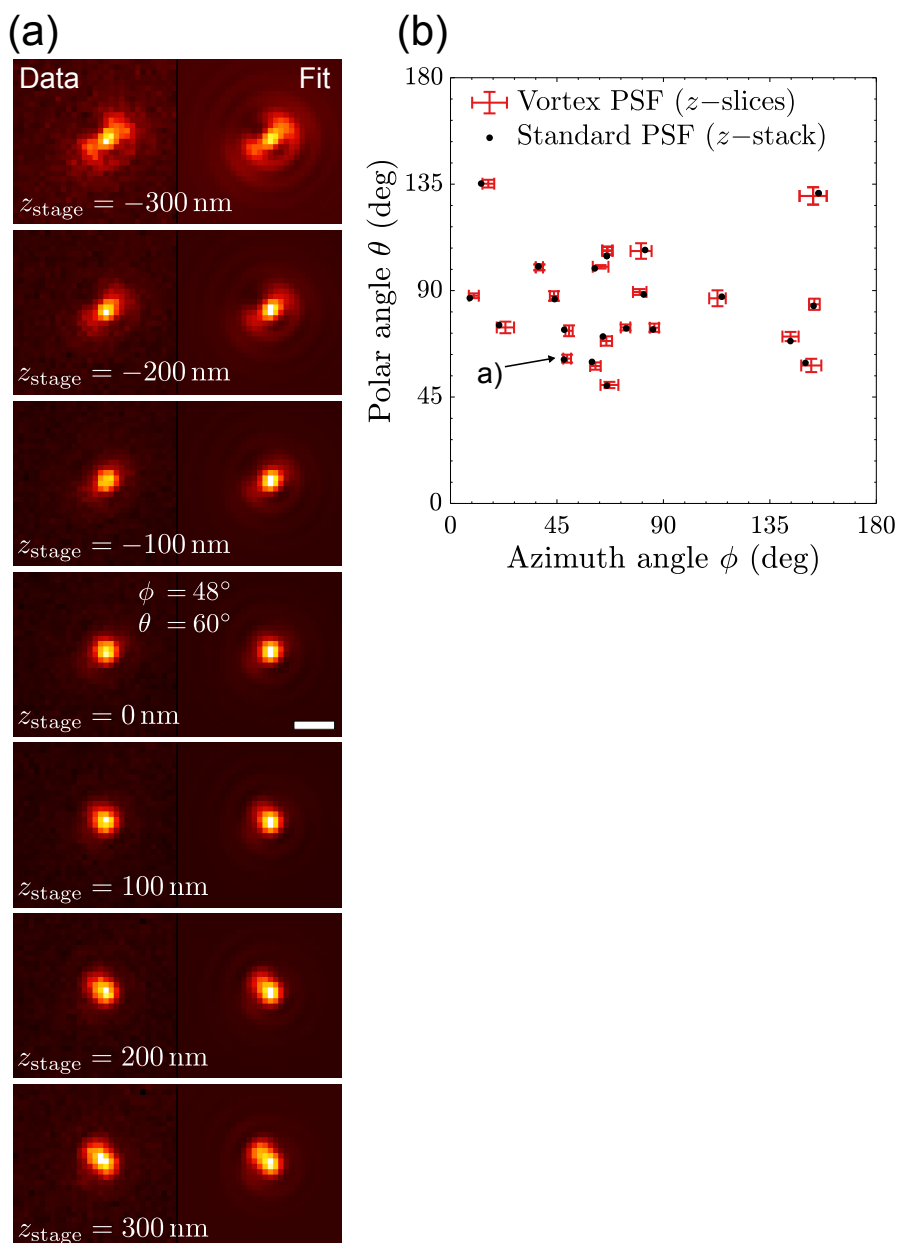 (a)
Data Fit
z_stage = −300 nm
z_stage = −200 nm
z_stage = −100 nm
ϕ = 48°
θ = 60°
z_stage = 0 nm
z_stage = 100 nm
z_stage = 200 nm
z_stage = 300 nm
(b)
Vortex PSF (z−slices)
Standard PSF (z−stack)
a)
180
135
90
45
0
Polar angle θ (deg)
0 45 90 135 180
Azimuth angle ϕ (deg)